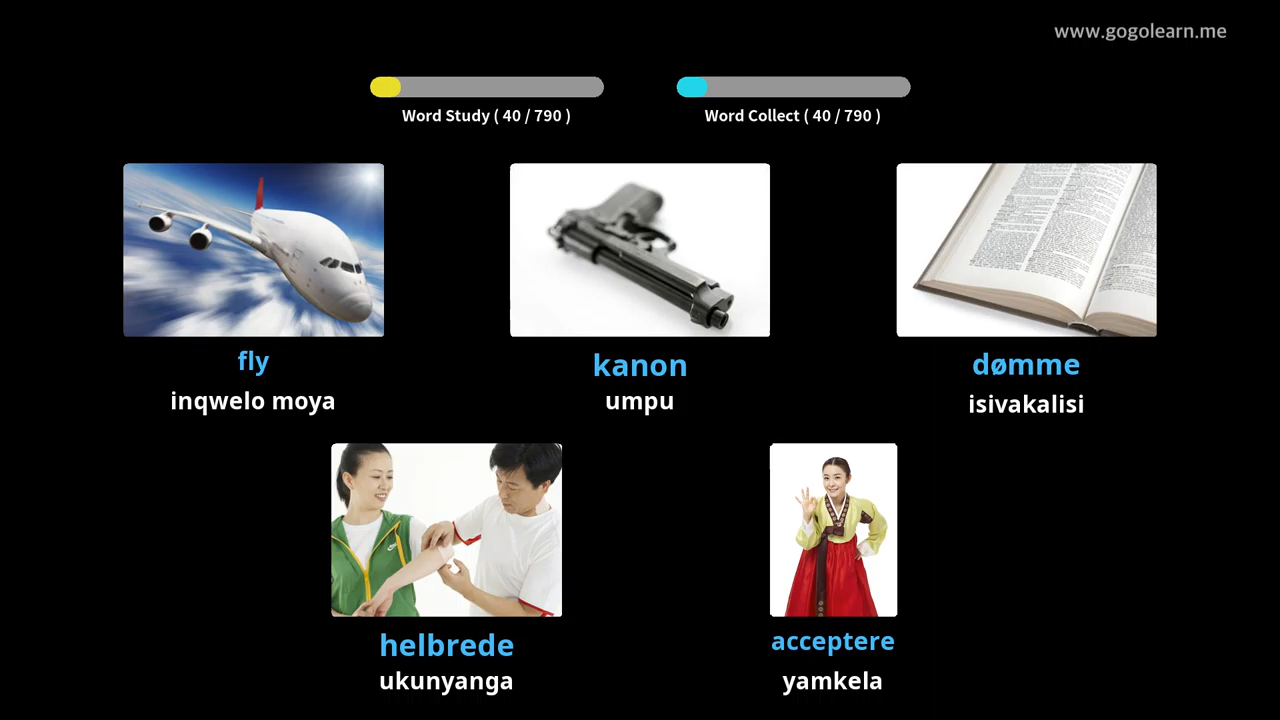 www.gogolearn.me
Word Study ( 40 / 790 )
Word Collect ( 40 / 790 )
fly
inqwelo moya
kanon
umpu
dømme
isivakalisi
helbrede
ukunyanga
acceptere
yamkela